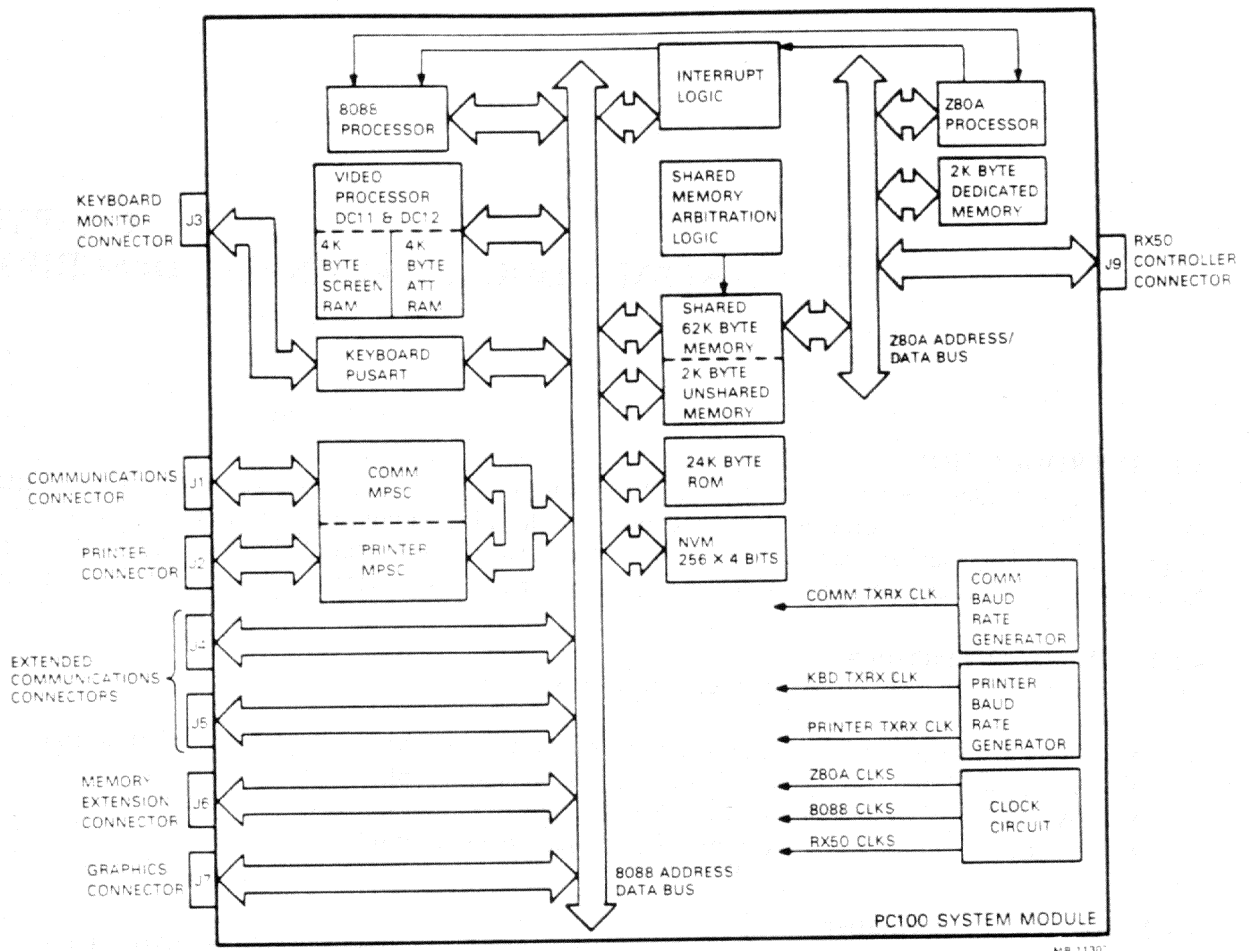 INTERRUPT
LOGIC
8088
PROCESSOR
Z80A
PROCESSOR
VIDEO
PROCESSOR
DC11 & DC12
4K
BYTE
SCREEN
RAM
4K
BYTE
ATT
RAM
SHARED
MEMORY
ARBITRATION
LOGIC
2K BYTE
DEDICATED
MEMORY
KEYBOARD
MONITOR
CONNECTOR
J3
J9
RX50
CONTROLLER
CONNECTOR
SHARED
62K BYTE
MEMORY
2K BYTE
UNSHARED
MEMORY
Z80A ADDRESS/
DATA BUS
KEYBOARD
PUSART
COMMUNICATIONS
CONNECTOR
J1
COMM
MPSC
24K BYTE
ROM
PRINTER
CONNECTOR
J2
PRINTER
MPSC
NVM
256 X 4 BITS
COMM TXRX CLK
COMM
BAUD
RATE
GENERATOR
EXTENDED
COMMUNICATIONS
CONNECTORS
J4
J5
KBD TXRX CLK
PRINTER TXRX CLK
PRINTER
BAUD
RATE
GENERATOR
MEMORY
EXTENSION
CONNECTOR
J6
Z80A CLKS
8088 CLKS
RX50 CLKS
CLOCK
CIRCUIT
GRAPHICS
CONNECTOR
J7
8088 ADDRESS
DATA BUS
PC100 SYSTEM MODULE